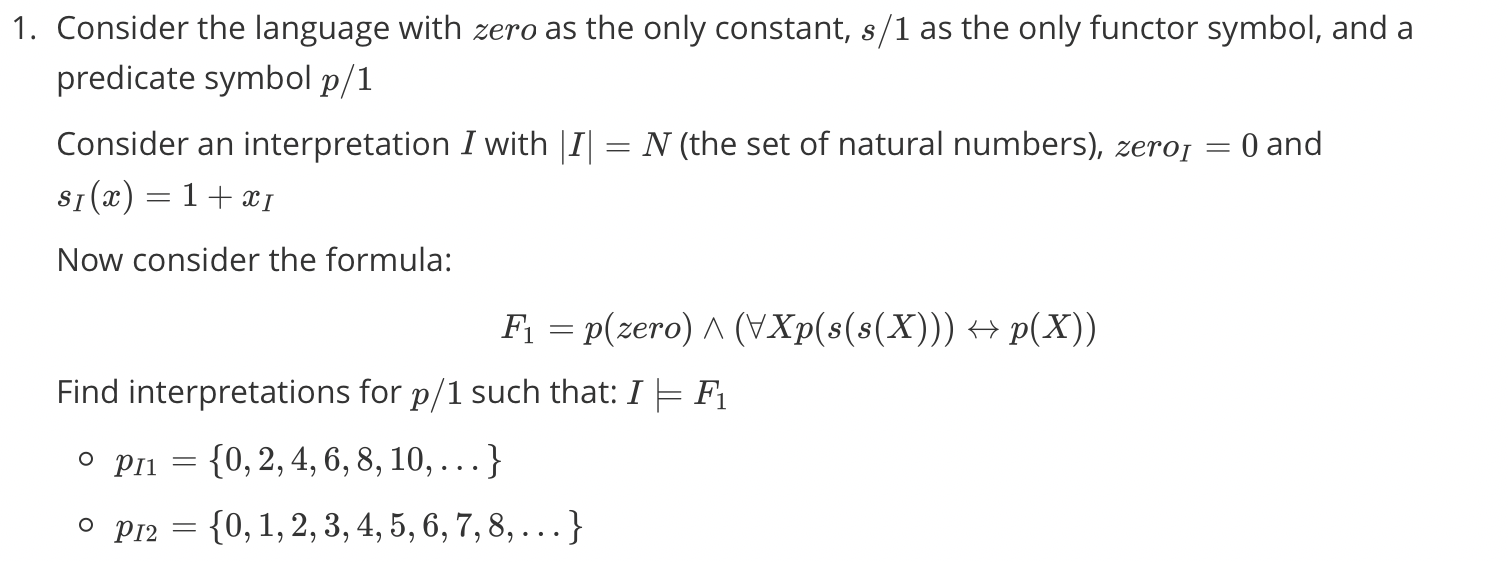 1. Consider the language with zero as the only constant, s/1 as the only functor symbol, and a
predicate symbol p/1
Consider an interpretation I with |I| = N (the set of natural numbers), zero_I = 0 and
s_I(x) = 1 + x_I
Now consider the formula:
F₁ = p(zero) ∧ (∀Xp(s(s(X))) ↔ p(X))
Find interpretations for p/1 such that: I ⊨ F₁
○ p_{I1} = {0, 2, 4, 6, 8, 10, …}
○ p_{I2} = {0, 1, 2, 3, 4, 5, 6, 7, 8, …}